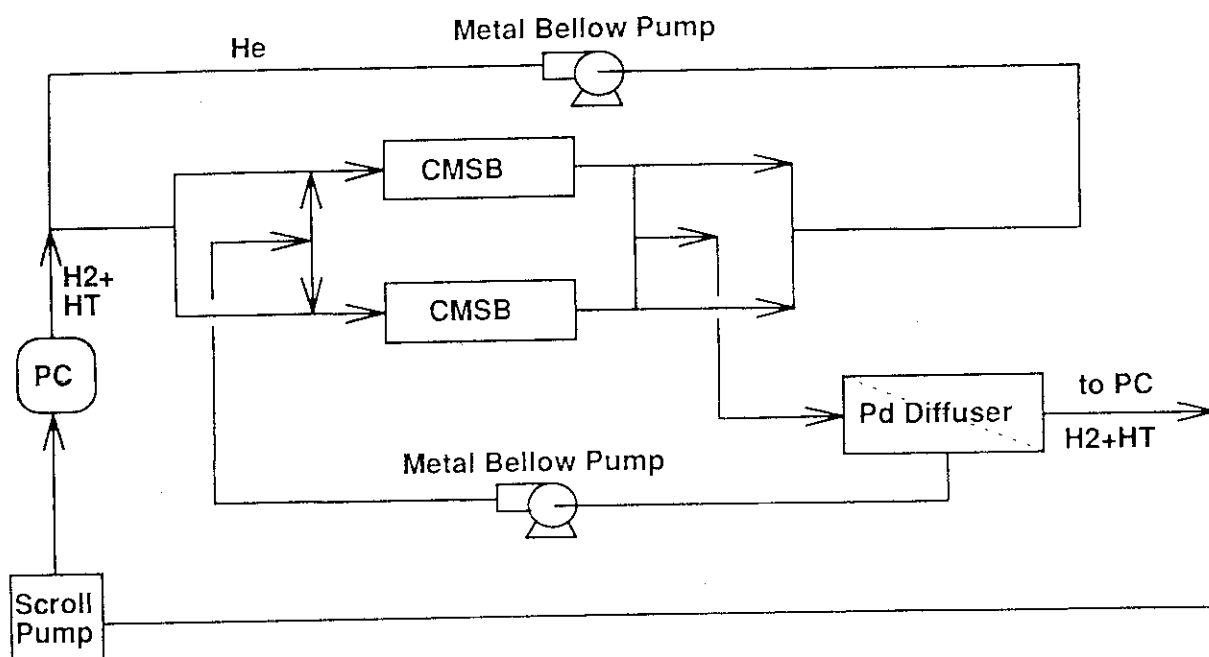 Metal Bellow Pump
He
CMSB
H2+
HT
CMSB
PC
to PC
Pd Diffuser
H2+HT
Metal Bellow Pump
Scroll
Pump